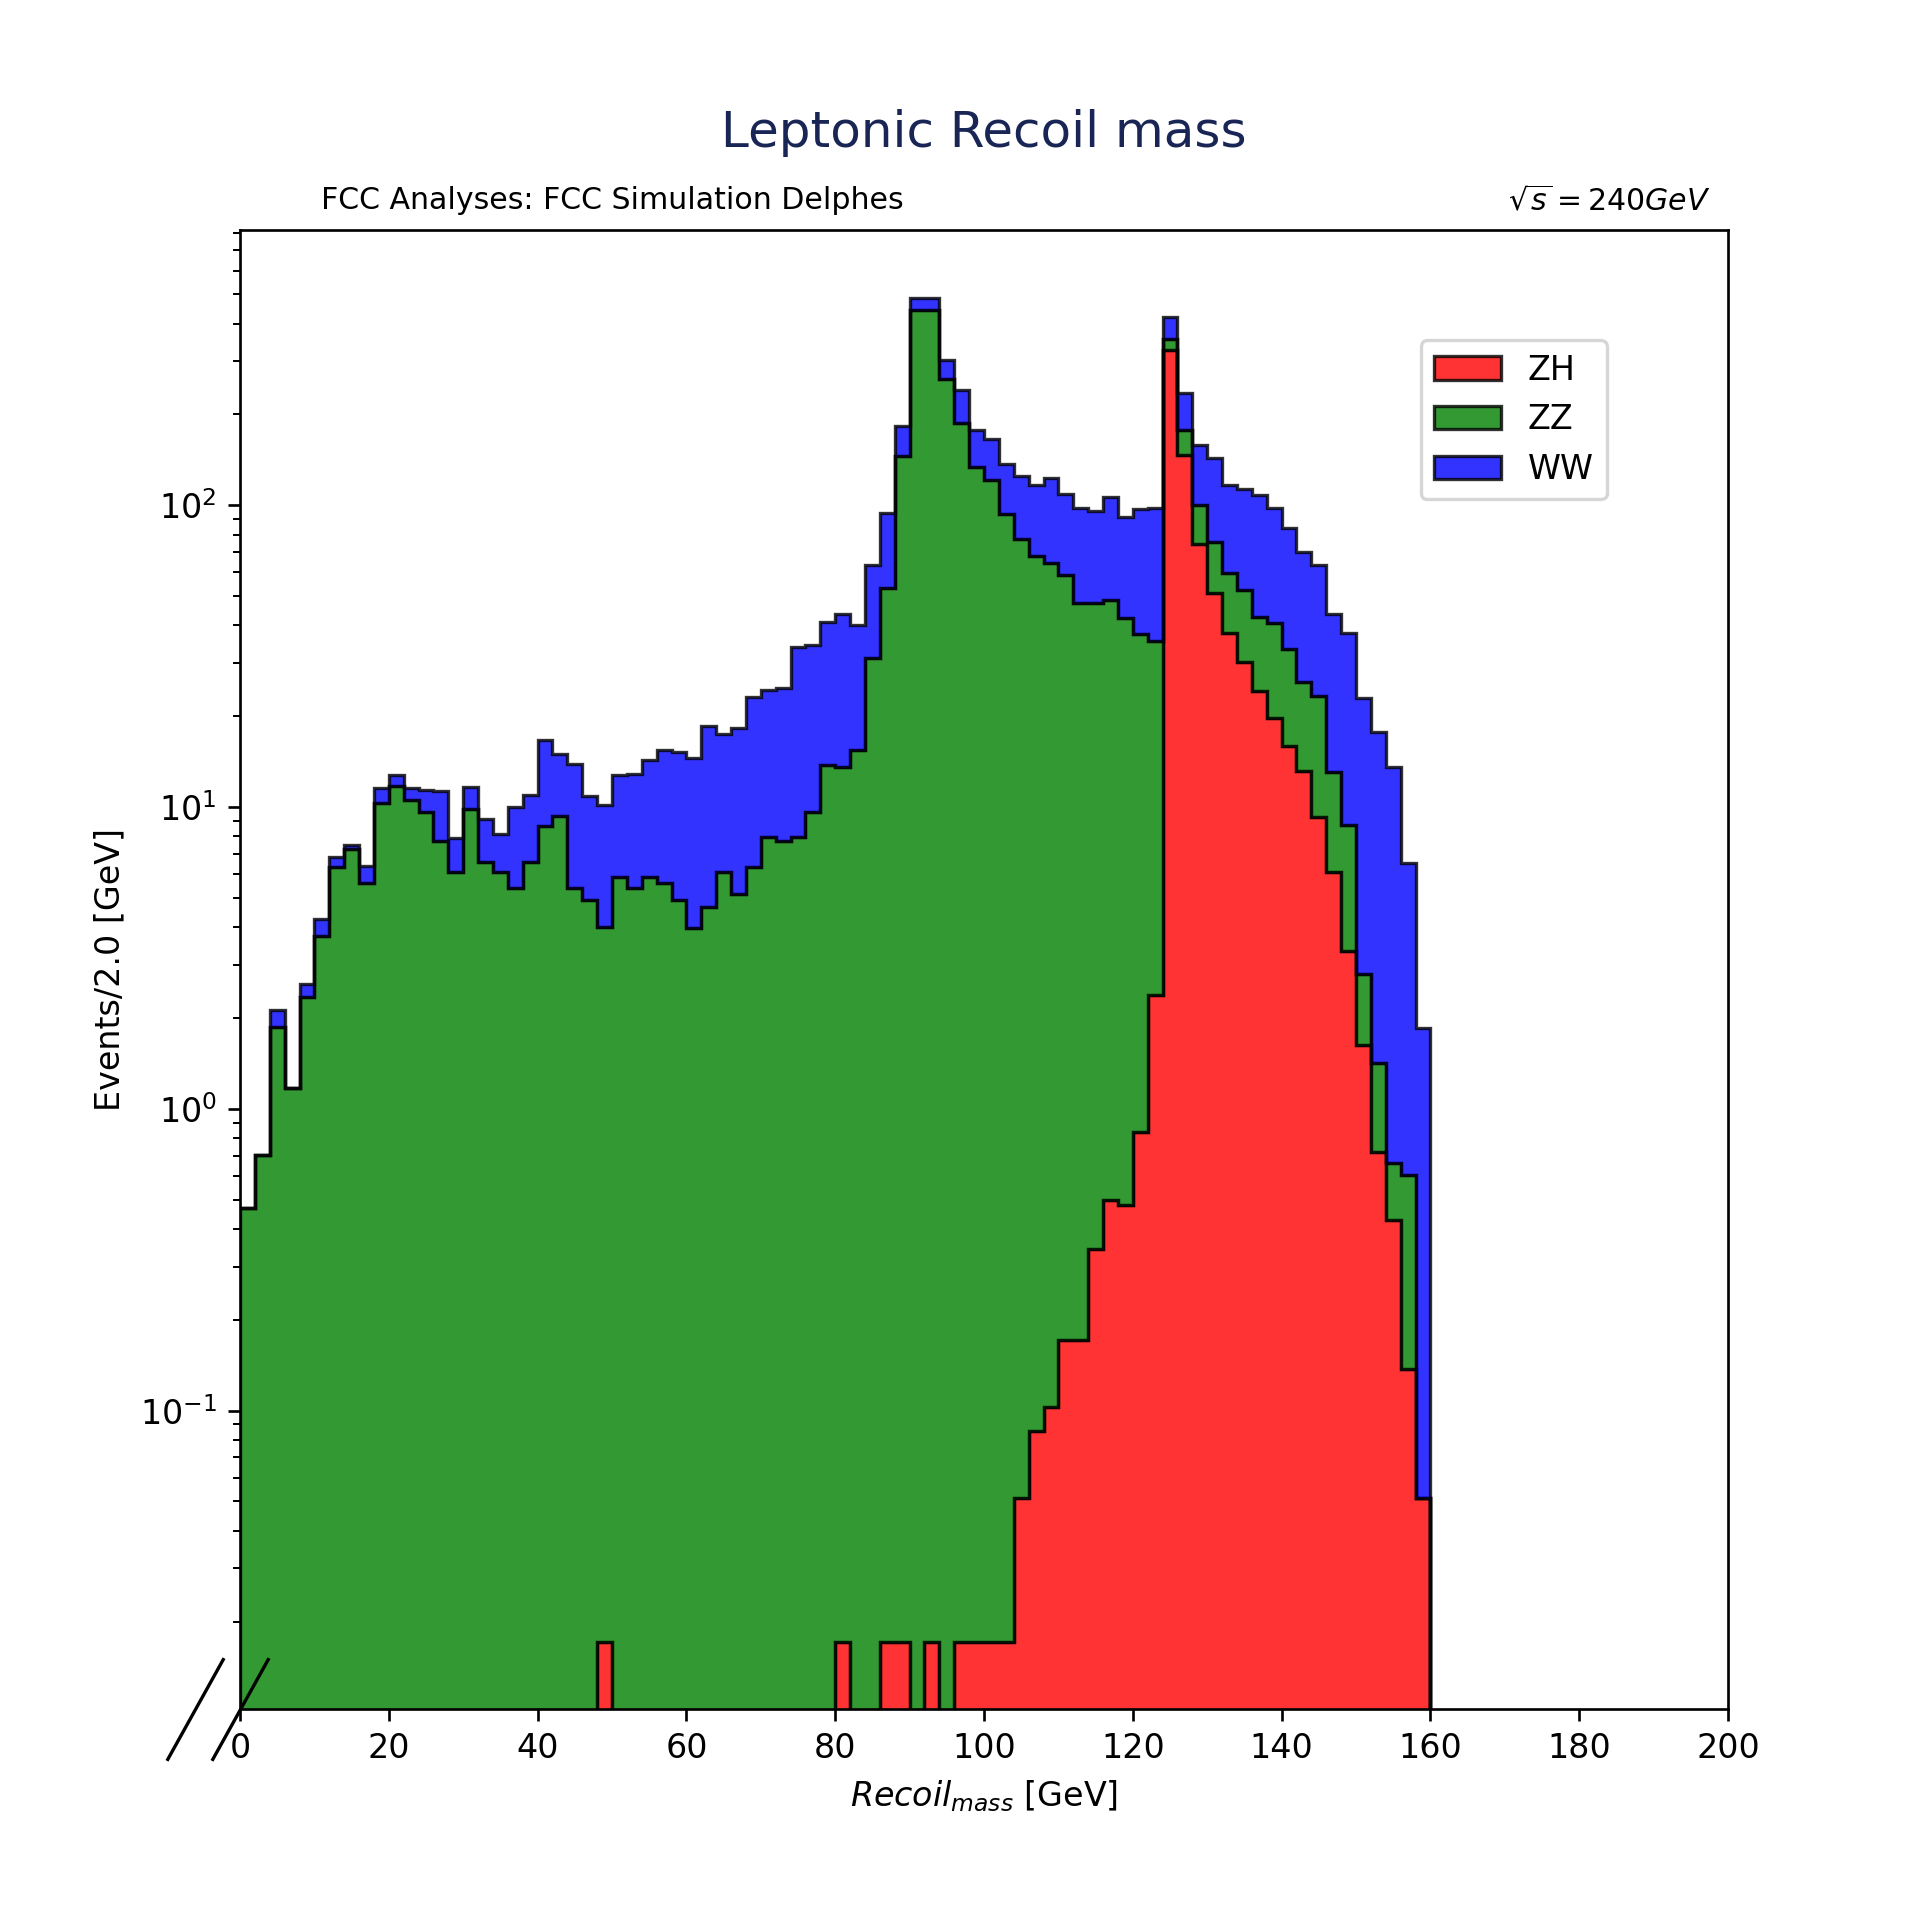 Leptonic Recoil mass
FCC Analyses: FCC Simulation Delphes
√s = 240GeV
ZH
ZZ
WW
Events/2.0 [GeV]
10²
10¹
10⁰
10⁻¹
0 20 40 60 80 100 120 140 160 180 200
Recoil_mass [GeV]